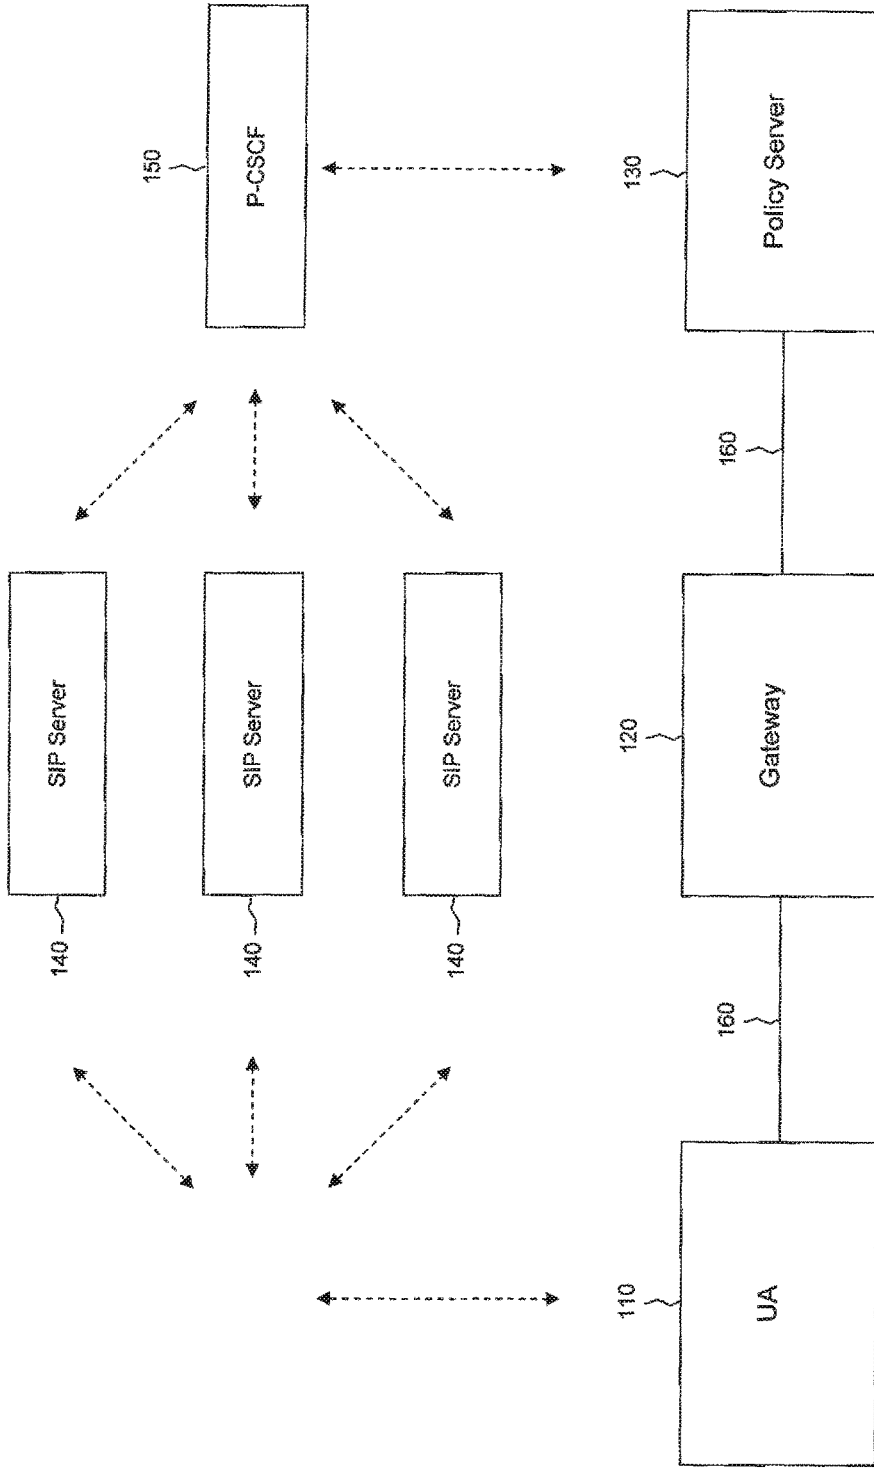 SIP Server
140
SIP Server
140
SIP Server
140
150
P-CSCF
110
UA
160
120
Gateway
160
130
Policy Server